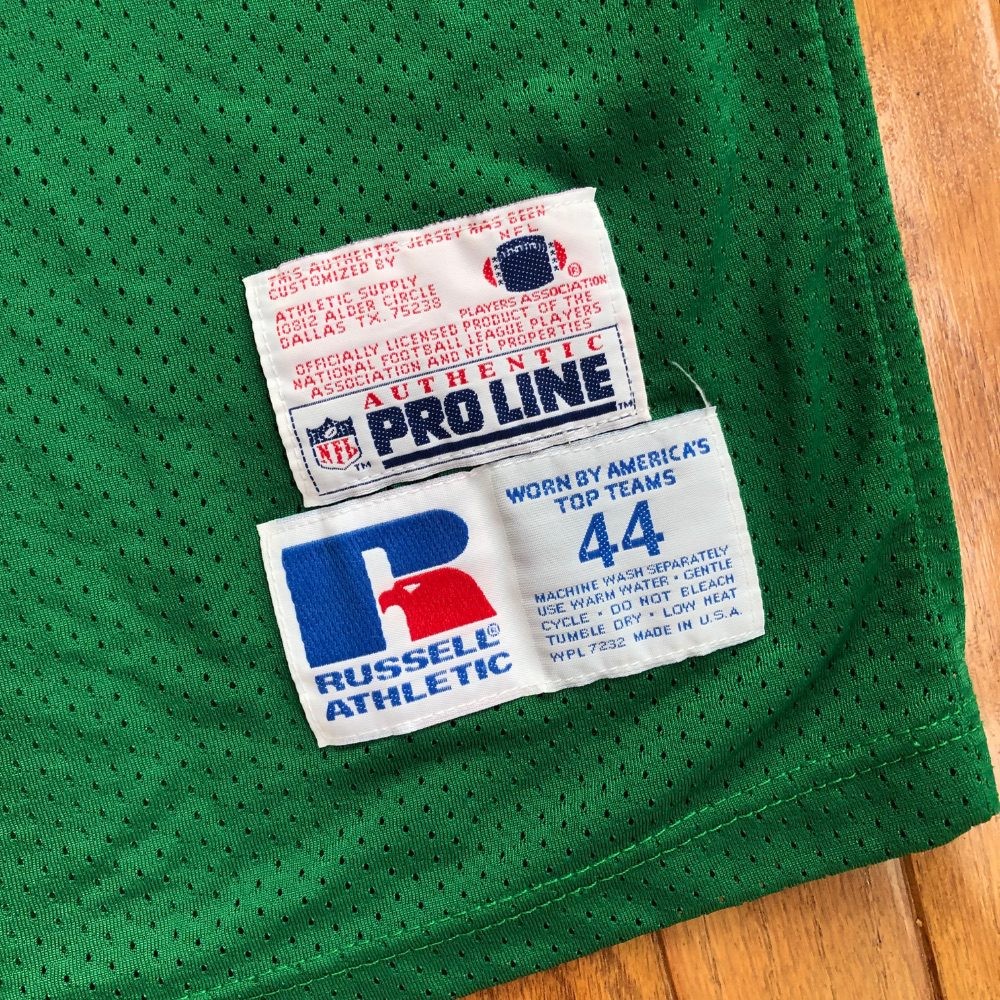 THIS AUTHENTIC JERSEY HAS BEEN
CUSTOMIZED BY
NFL
ATHLETIC SUPPLY
10812 ALDER CIRCLE
DALLAS TX. 75238
PLAYERS ASSOCIATION
OFFICIALLY LICENSED PRODUCT OF THE
NATIONAL FOOTBALL LEAGUE PLAYERS
ASSOCIATION AND NFL PROPERTIES
AUTHENTIC
NFL TM PRO LINE TM
RUSSELL®
ATHLETIC
WORN BY AMERICA'S
TOP TEAMS
44
MACHINE WASH SEPARATELY
USE WARM WATER • GENTLE
CYCLE • DO NOT BLEACH
TUMBLE DRY • LOW HEAT
WPL 7232 MADE IN U.S.A.